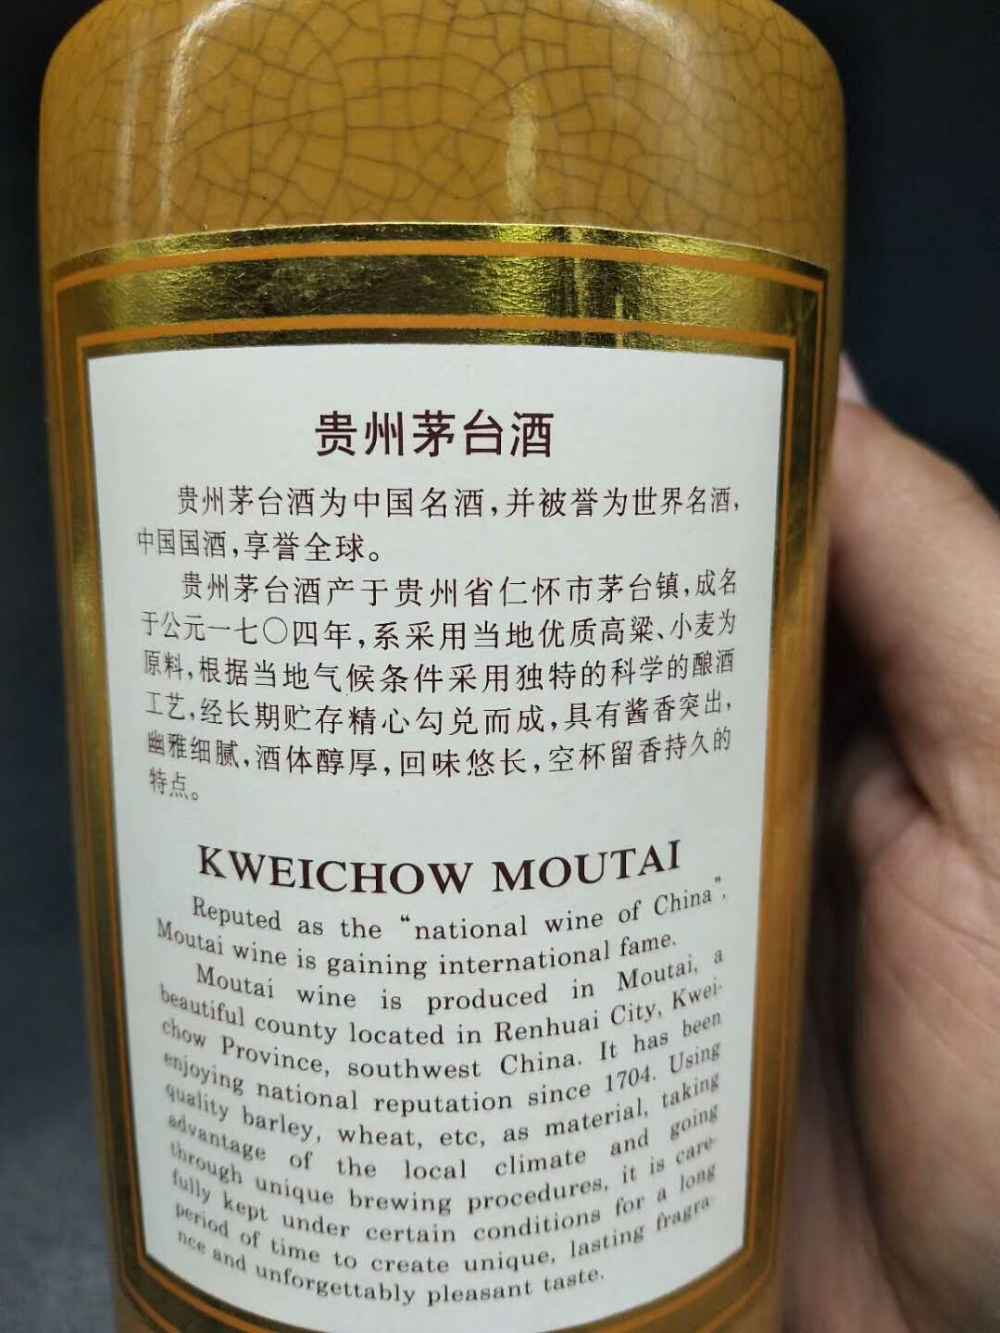 贵州茅台酒
贵州茅台酒为中国名酒,并被誉为世界名酒,
中国国酒,享誉全球。
贵州茅台酒产于贵州省仁怀市茅台镇,成名
于公元一七〇四年,系采用当地优质高粱、小麦为
原料,根据当地气候条件采用独特的科学的酿酒
工艺,经长期贮存精心勾兑而成,具有酱香突出,
幽雅细腻,酒体醇厚,回味悠长,空杯留香持久的
特点。
KWEICHOW MOUTAI
Reputed as the “national wine of China”,
Moutai wine is gaining international fame.
Moutai wine is produced in Moutai, a
beautiful county located in Renhuai City, Kwei-
chow Province, southwest China. It has been
enjoying national reputation since 1704. Using
quality barley, wheat, etc, as material, taking
advantage of the local climate and going
through unique brewing procedures, it is care-
fully kept under certain conditions for a long
period of time to create unique, lasting fragra-
nce and unforgettably pleasant taste.